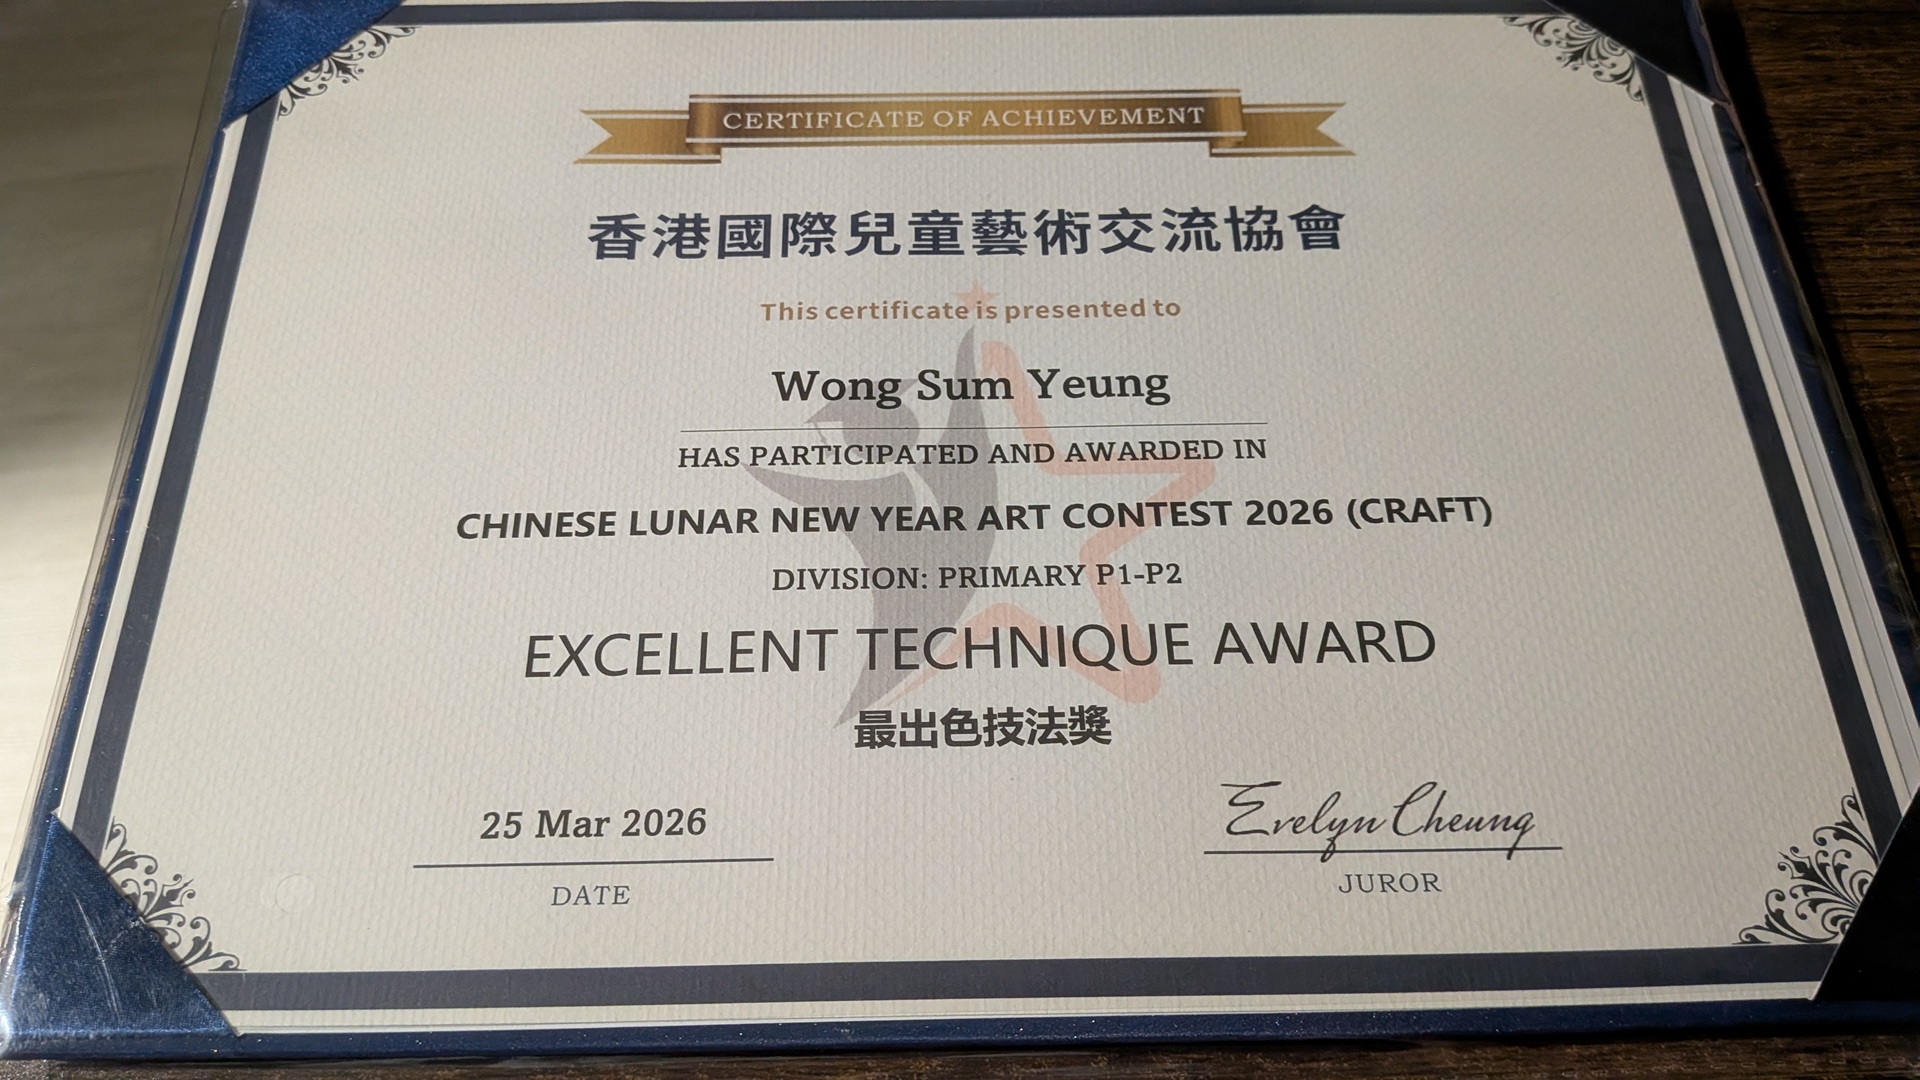 CERTIFICATE OF ACHIEVEMENT
香港國際兒童藝術交流協會
This certificate is presented to
Wong Sum Yeung
HAS PARTICIPATED AND AWARDED IN
CHINESE LUNAR NEW YEAR ART CONTEST 2026 (CRAFT)
DIVISION: PRIMARY P1-P2
EXCELLENT TECHNIQUE AWARD
最出色技法獎
25 Mar 2026
DATE
Evelyn Cheung
JUROR